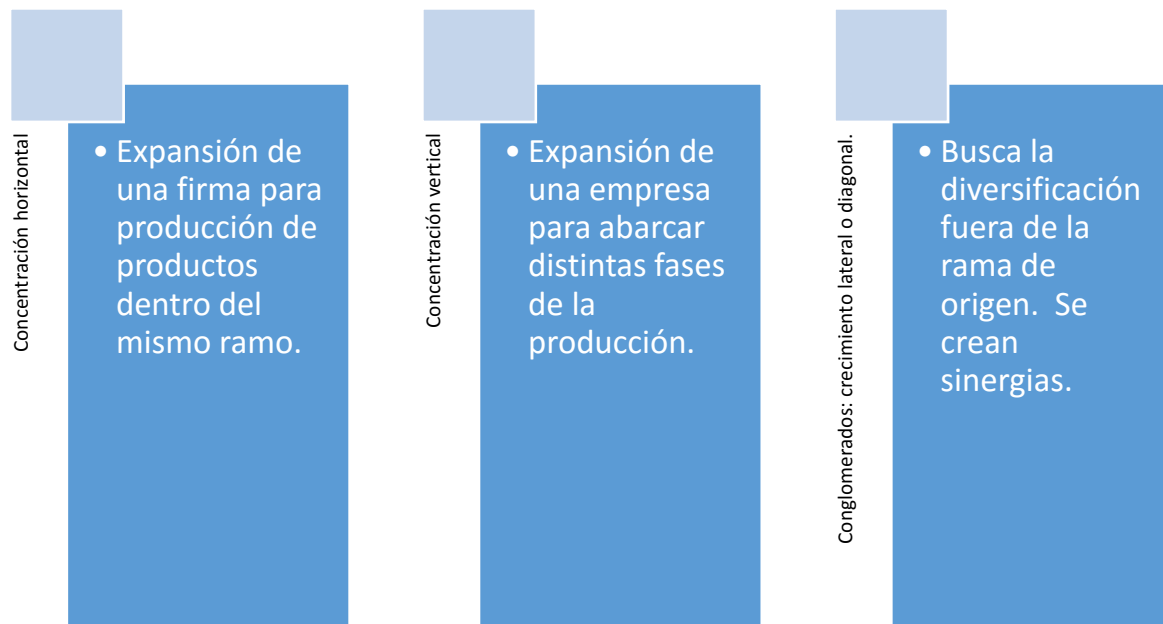 Concentración horizontal
• Expansión de
una firma para
producción de
productos
dentro del
mismo ramo.
Concentración vertical
• Expansión de
una empresa
para abarcar
distintas fases
de la
producción.
Conglomerados: crecimiento lateral o diagonal.
• Busca la
diversificación
fuera de la
rama de
origen.  Se
crean
sinergias.